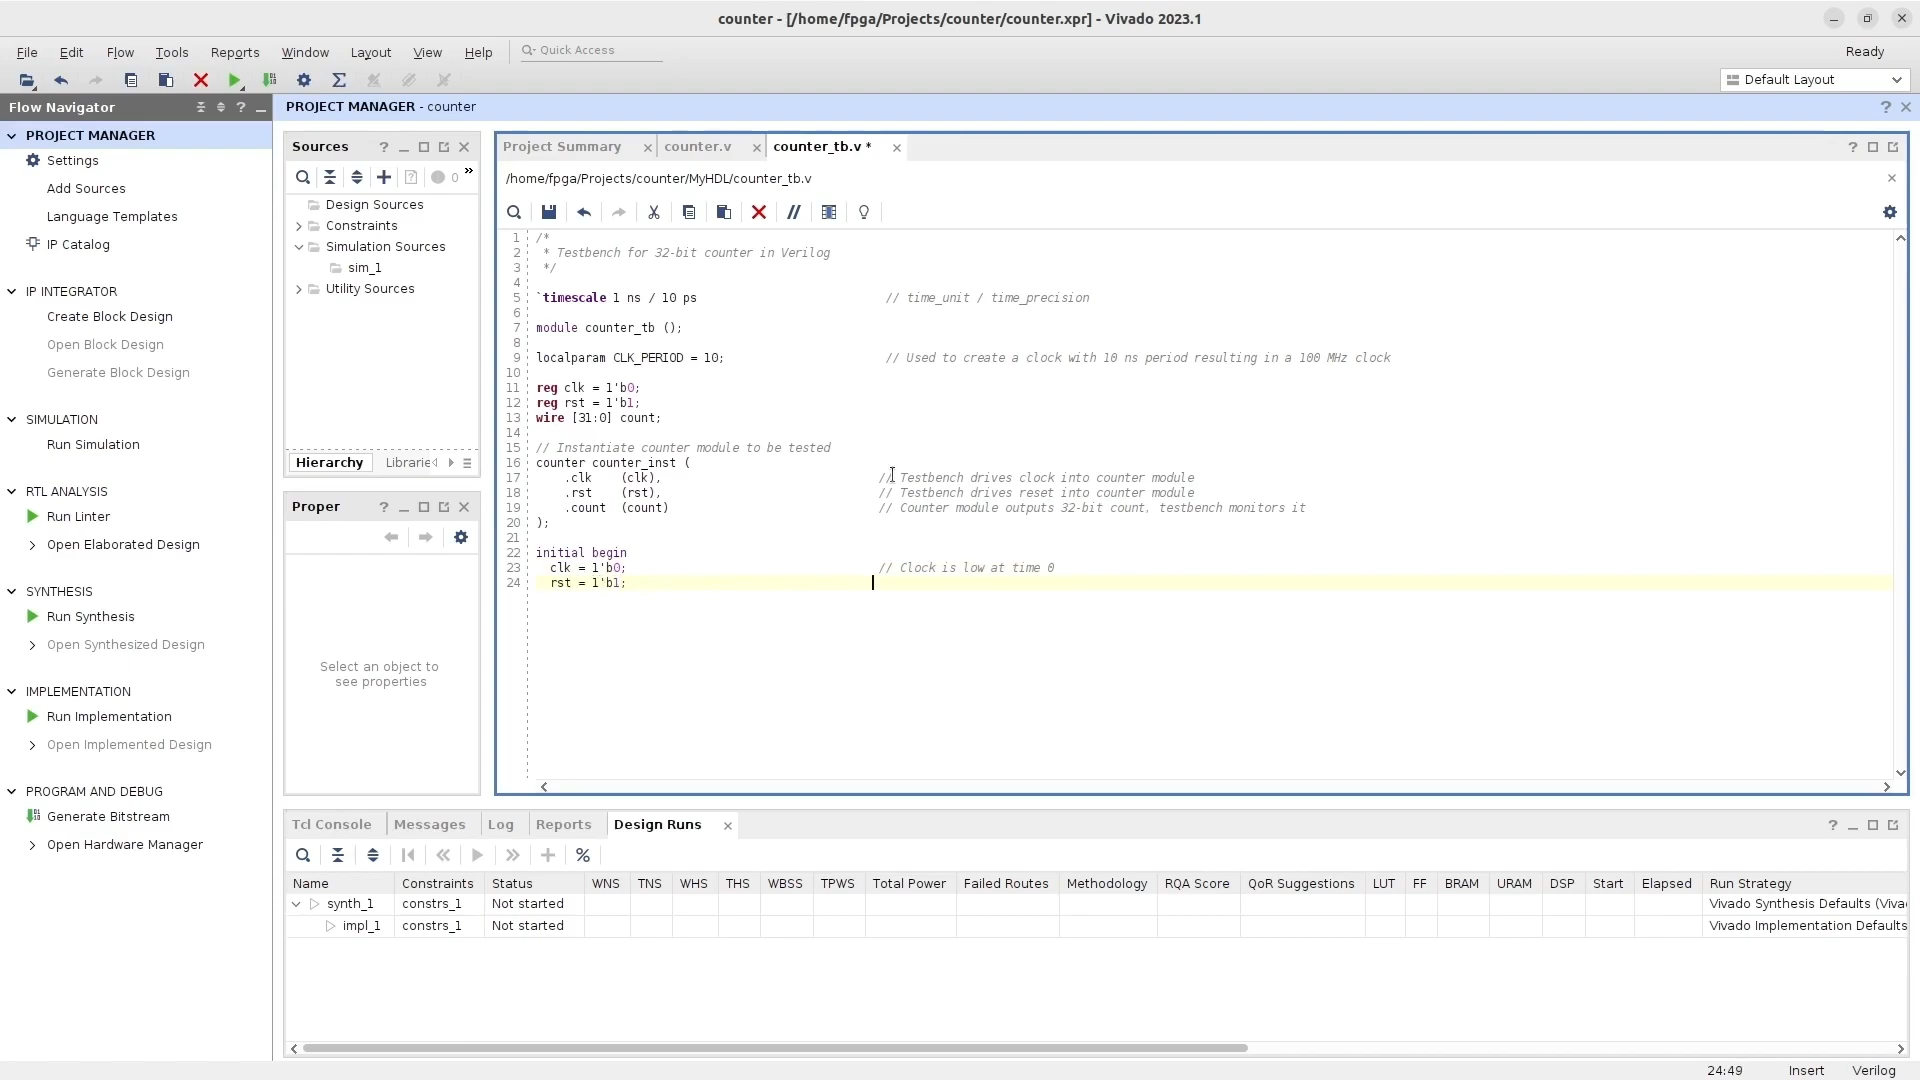 counter - [/home/fpga/Projects/counter/counter.xpr] - Vivado 2023.1
File Edit Flow Tools Reports Window Layout View Help Quick Access Ready
Default Layout
Flow Navigator
PROJECT MANAGER - counter
PROJECT MANAGER
Settings
Add Sources
Language Templates
IP Catalog
IP INTEGRATOR
Create Block Design
Open Block Design
Generate Block Design
SIMULATION
Run Simulation
RTL ANALYSIS
Run Linter
Open Elaborated Design
SYNTHESIS
Run Synthesis
Open Synthesized Design
IMPLEMENTATION
Run Implementation
Open Implemented Design
PROGRAM AND DEBUG
Generate Bitstream
Open Hardware Manager
Sources
0
Design Sources
Constraints
Simulation Sources
sim_1
Utility Sources
Hierarchy Librarie
Proper
Select an object to
see properties
Project Summary counter.v counter_tb.v *
/home/fpga/Projects/counter/MyHDL/counter_tb.v
1 /*
2 * Testbench for 32-bit counter in Verilog
3 */
4
5 `timescale 1 ns / 10 ps // time_unit / time_precision
6
7 module counter_tb ();
8
9 localparam CLK_PERIOD = 10; // Used to create a clock with 10 ns period resulting in a 100 MHz clock
10
11 reg clk = 1'b0;
12 reg rst = 1'b1;
13 wire [31:0] count;
14
15 // Instantiate counter module to be tested
16 counter counter_inst (
17 .clk (clk), // Testbench drives clock into counter module
18 .rst (rst), // Testbench drives reset into counter module
19 .count (count) // Counter module outputs 32-bit count, testbench monitors it
20 );
21
22 initial begin
23 clk = 1'b0; // Clock is low at time 0
24 rst = 1'b1;
Tcl Console Messages Log Reports Design Runs
Name Constraints Status WNS TNS WHS THS WBSS TPWS Total Power Failed Routes Methodology RQA Score QoR Suggestions LUT FF BRAM URAM DSP Start Elapsed Run Strategy
synth_1 constrs_1 Not started Vivado Synthesis Defaults (Viva
impl_1 constrs_1 Not started Vivado Implementation Defaults
24:49 Insert Verilog